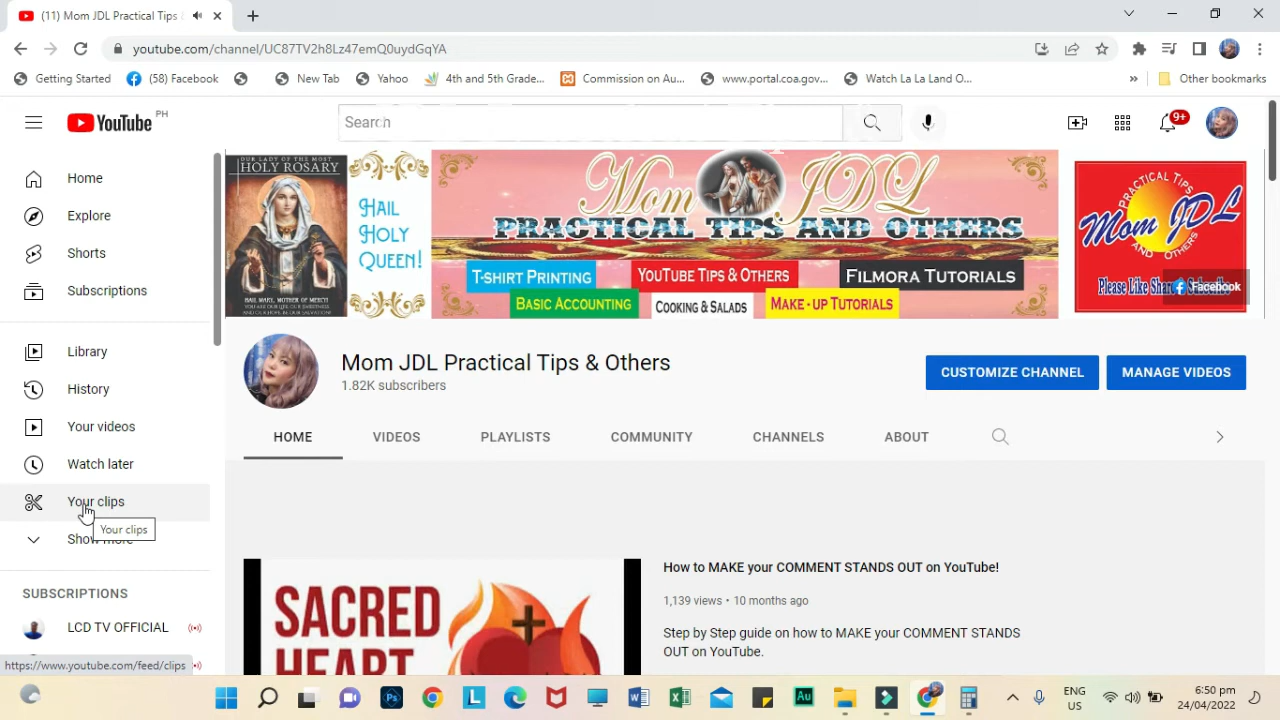 (11) Mom JDL Practical Tips &
youtube.com/channel/UC87TV2h8Lz47emQ0uydGqYA
Getting Started
(58) Facebook
New Tab
Yahoo
4th and 5th Grade...
Commission on Au...
www.portal.coa.gov...
Watch La La Land O...
»
Other bookmarks
YouTube PH
Search
9+
Home
Explore
Shorts
Subscriptions
Library
History
Your videos
Watch later
Your clips
Your clips
Show more
SUBSCRIPTIONS
LCD TV OFFICIAL
https://www.youtube.com/feed/clips
OUR LADY OF THE MOST
HOLY ROSARY
HAIL MARY, MOTHER OF MERCY!
HAIL
HOLY
QUEEN!
Mom JDL
PRACTICAL TIPS AND OTHERS
T-SHIRT PRINTING
YOUTUBE TIPS & OTHERS
FILMORA TUTORIALS
BASIC ACCOUNTING
COOKING & SALADS
MAKE-UP TUTORIALS
PRACTICAL TIPS
Mom JDL
AND OTHERS
Please Like Share
Facebook
Mom JDL Practical Tips & Others
1.82K subscribers
CUSTOMIZE CHANNEL
MANAGE VIDEOS
HOME
VIDEOS
PLAYLISTS
COMMUNITY
CHANNELS
ABOUT
SACRED
HEART
How to MAKE your COMMENT STANDS OUT on YouTube!
1,139 views • 10 months ago
Step by Step guide on how to MAKE your COMMENT STANDS
OUT on YouTube.
ENG
US
6:50 pm
24/04/2022